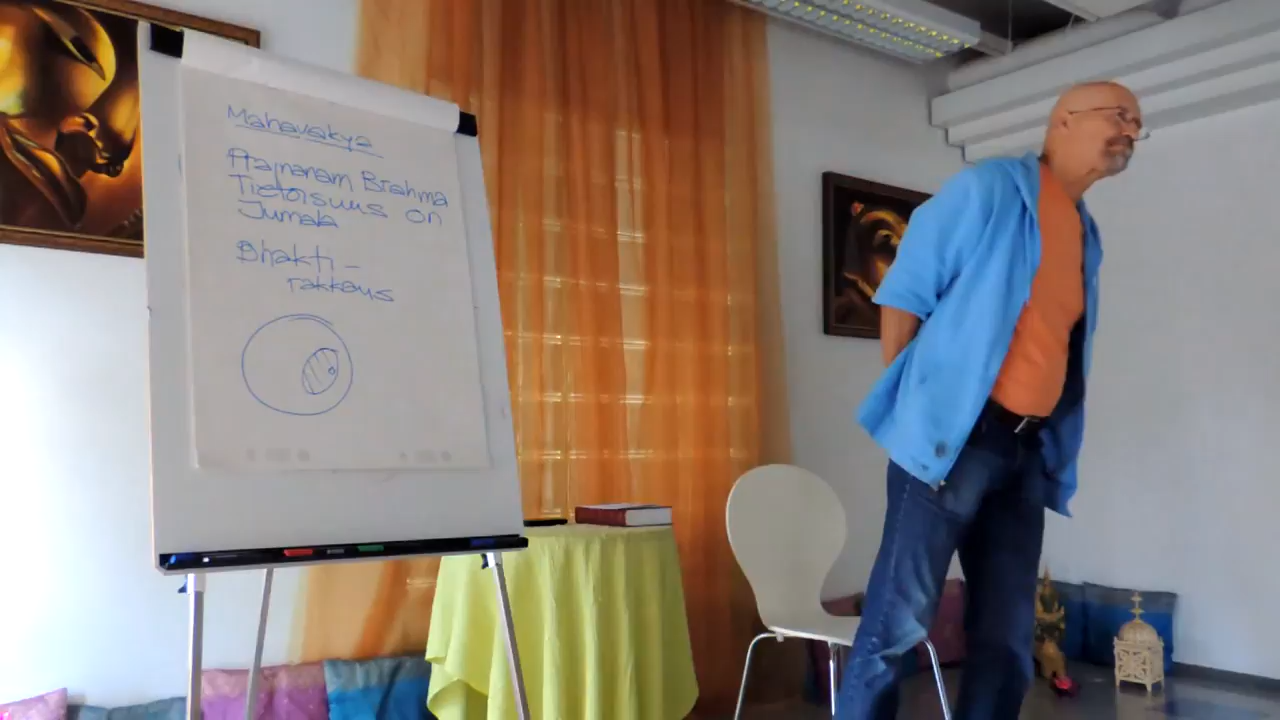 Mahavakya
Prajnanam Brahma
Tietoisuus on
Jumala
Bhakti -
rakkaus